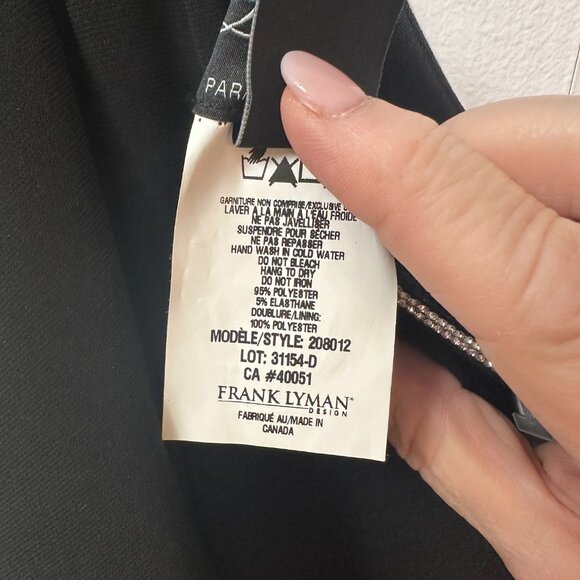 PARA
GARNITURE NON COMPRISE/EXCLUSIVE
LAVER A LA MAIN A L'EAU FROIDE
NE PAS JAVELLISER
SUSPENDRE POUR SÉCHER
NE PAS REPASSER
HAND WASH IN COLD WATER
DO NOT BLEACH
HANG TO DRY
DO NOT IRON
95% POLYESTER
5% ELASTHANE
DOUBLURE/LINING:
100% POLYESTER
MODÈLE/STYLE: 208012
LOT: 31154-D
CA #40051
FRANK LYMAN®
DESIGN
FABRIQUÉ AU/MADE IN
CANADA